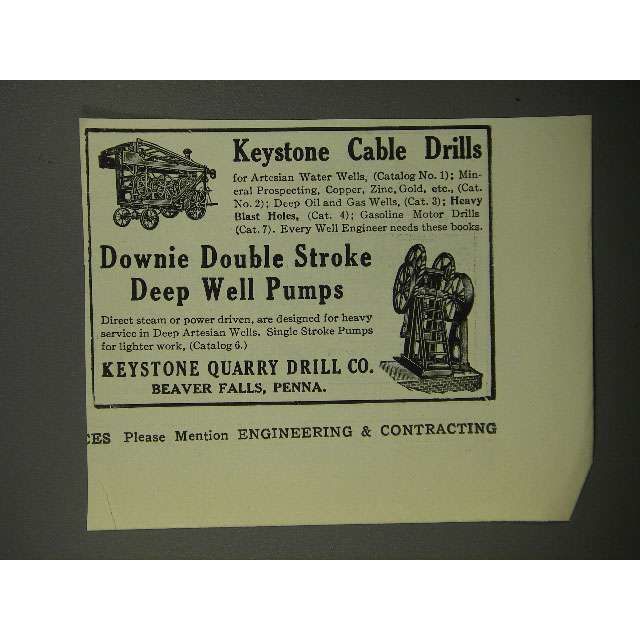 Keystone Cable Drills
for Artesian Water Wells, (Catalog No. 1); Min-
eral Prospecting, Copper, Zinc, Gold, etc., (Cat.
No. 2); Deep Oil and Gas Wells, (Cat. 3); Heavy
Blast Holes, (Cat. 4); Gasoline Motor Drills
(Cat. 7). Every Well Engineer needs these books.
Downie Double Stroke
Deep Well Pumps
Direct steam or power driven, are designed for heavy
service in Deep Artesian Wells. Single Stroke Pumps
for lighter work, (Catalog 6.)
KEYSTONE QUARRY DRILL CO.
BEAVER FALLS, PENNA.
CES Please Mention ENGINEERING & CONTRACTING